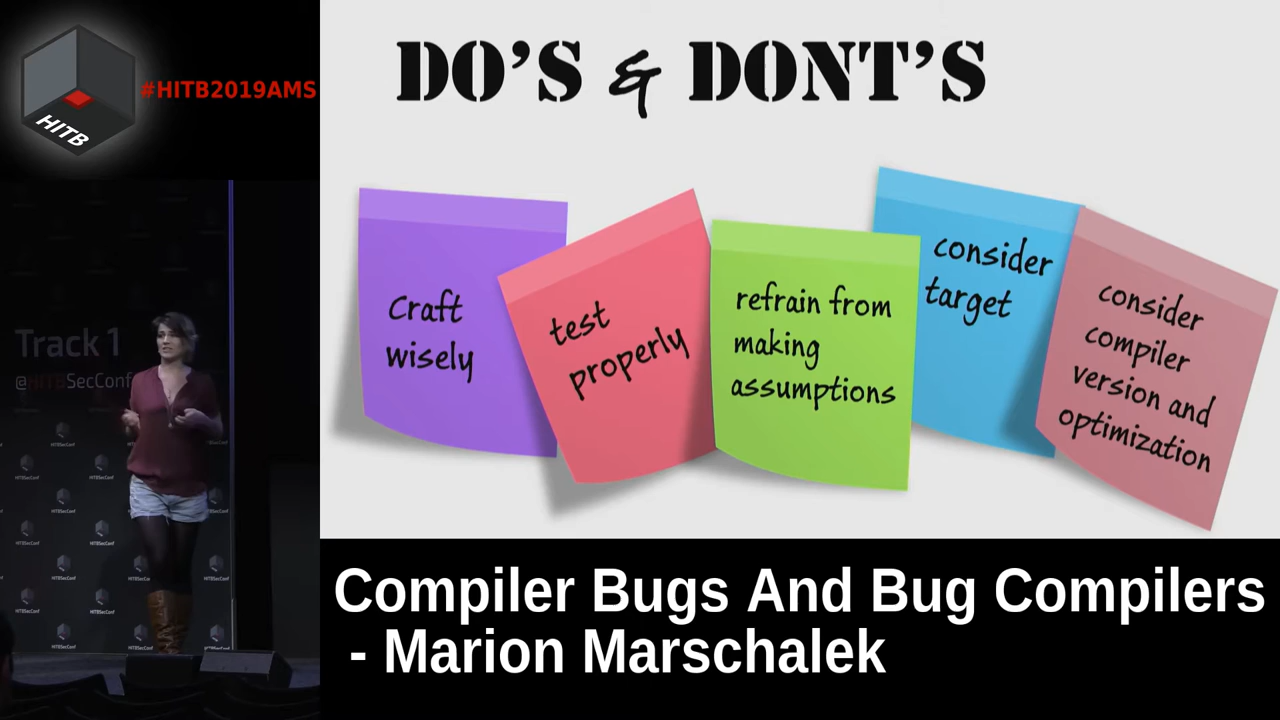 HITB
#HITB2019AMS
DO'S & DONT'S
Craft
wisely
test
properly
refrain from
making
assumptions
consider
target
consider
compiler
version and
optimization
Track 1
@HITBSecConf
Compiler Bugs And Bug Compilers
- Marion Marschalek